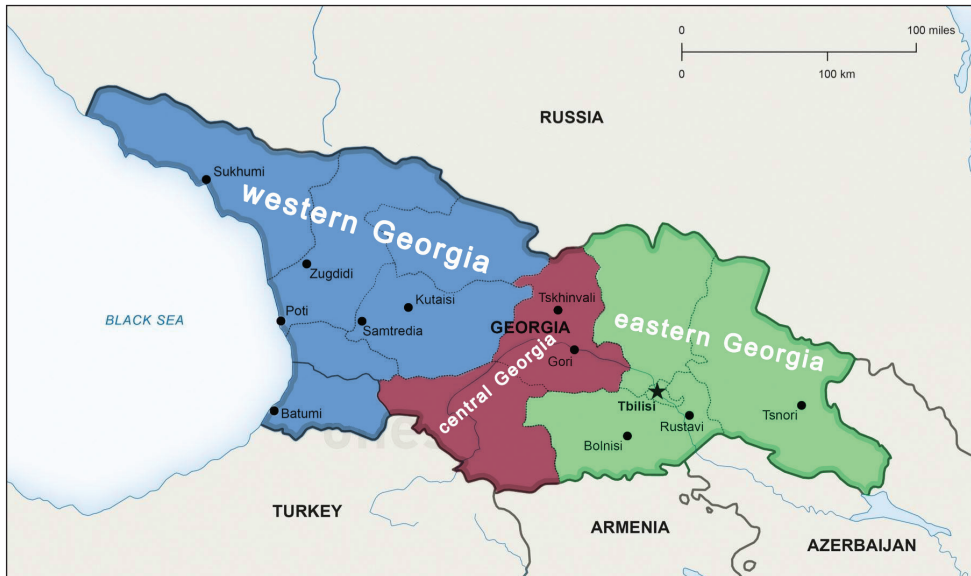 0 100 miles
0 100 km
RUSSIA
Sukhumi
western Georgia
Zugdidi
Tskhinvali
Kutaisi
Poti
BLACK SEA
Samtredia
GEORGIA
eastern Georgia
Gori
central Georgia
Tbilisi
Tsnori
Batumi
Rustavi
Bolnisi
TURKEY
ARMENIA
AZERBAIJAN